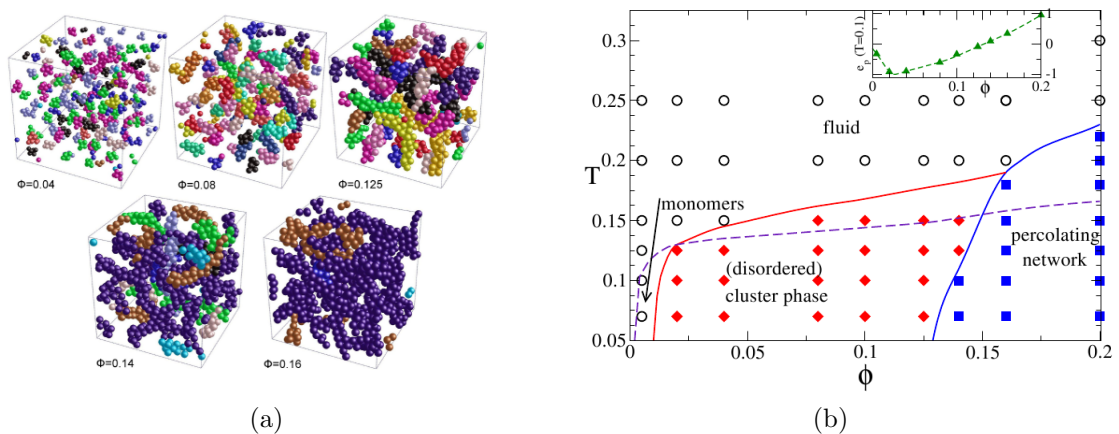 Φ=0.04
Φ=0.08
Φ=0.125
Φ=0.14
Φ=0.16
(a)
0.3
0.25
0.2
0.15
0.1
0.05
T
0
0.05
0.1
0.15
0.2
ϕ
fluid
monomers
(disordered)
cluster phase
percolating
network
e_p (T=0.1)
1
0
-1
0
0.1
0.2
ϕ
(b)